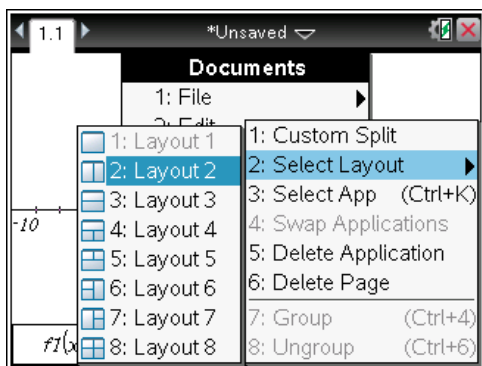 1.1 *Unsaved
Documents
1: File
2: Edit
1: Layout 1
2: Layout 2
3: Layout 3
4: Layout 4
5: Layout 5
6: Layout 6
7: Layout 7
8: Layout 8
1: Custom Split
2: Select Layout
3: Select App (Ctrl+K)
4: Swap Applications
5: Delete Application
6: Delete Page
7: Group (Ctrl+4)
8: Ungroup (Ctrl+6)
-10
f1(x